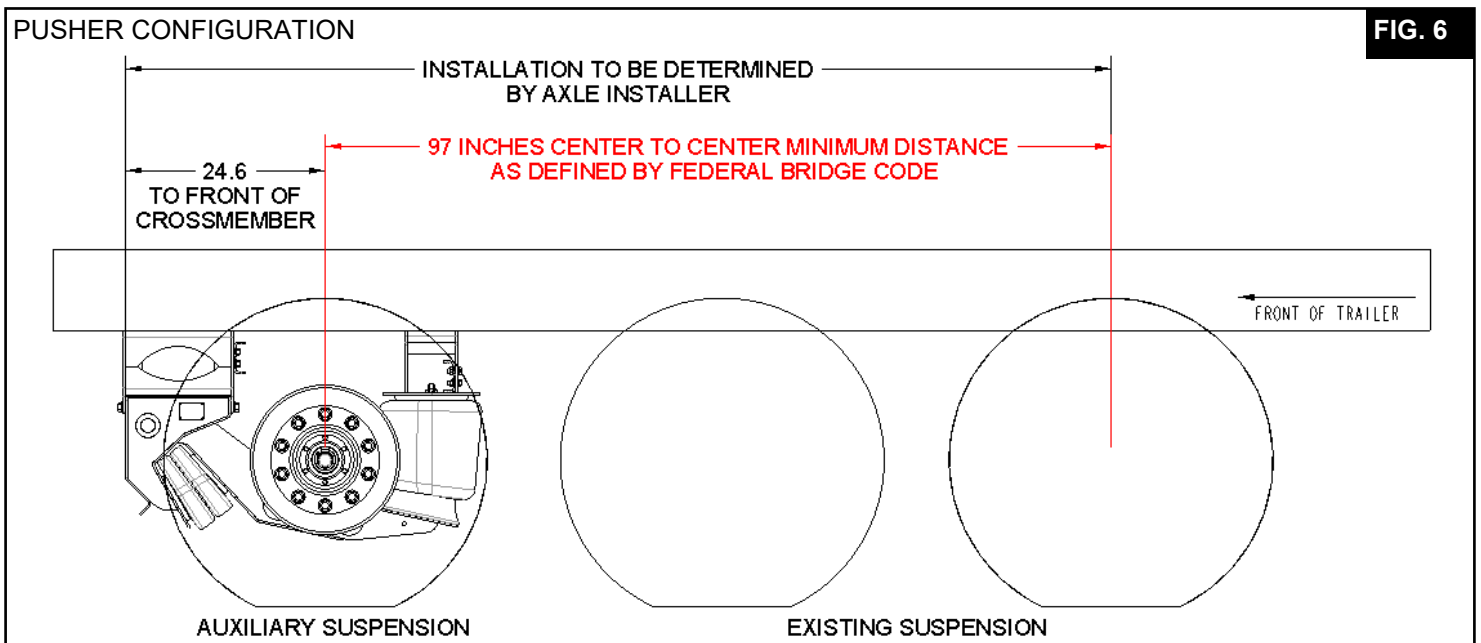 PUSHER CONFIGURATION
FIG. 6
INSTALLATION TO BE DETERMINED
BY AXLE INSTALLER
97 INCHES CENTER TO CENTER MINIMUM DISTANCE
AS DEFINED BY FEDERAL BRIDGE CODE
24.6
TO FRONT OF
CROSSMEMBER
FRONT OF TRAILER
AUXILIARY SUSPENSION
EXISTING SUSPENSION